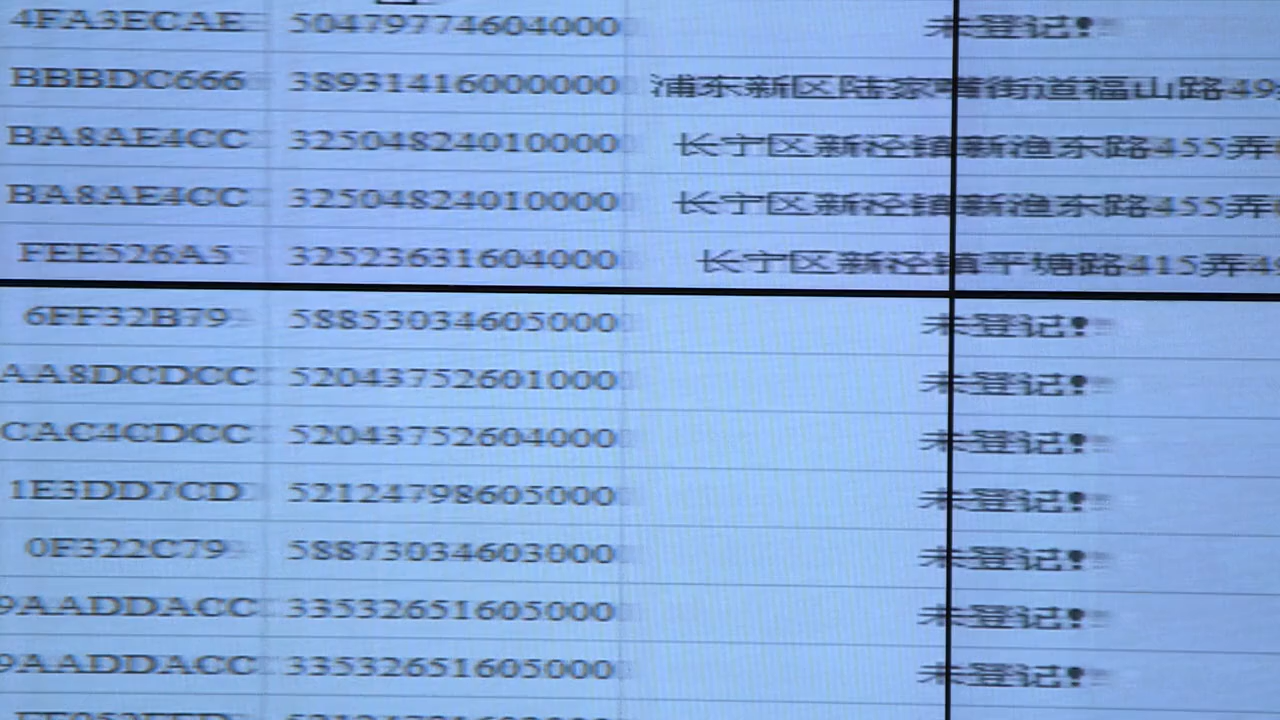 4FA3ECAE 50479774604000 未登记!
BBBDC666 38931416000000 浦东新区陆家嘴街道福山路49
BA8AE4CC 32504824010000 长宁区新泾镇新渔东路455弄
BA8AE4CC 32504824010000 长宁区新泾镇新渔东路455弄
FEE526A5 32523631604000 长宁区新泾镇平塘路415弄49
6FF32B79 58853034605000 未登记!
AA8DCDCC 52043752601000 未登记!
CAC4CDCC 52043752604000 未登记!
1E3DD7CD 52124798605000 未登记!
0F322C79 58873034603000 未登记!
9AADDACC 33532651605000 未登记!
9AADDACC 33532651605000 未登记!